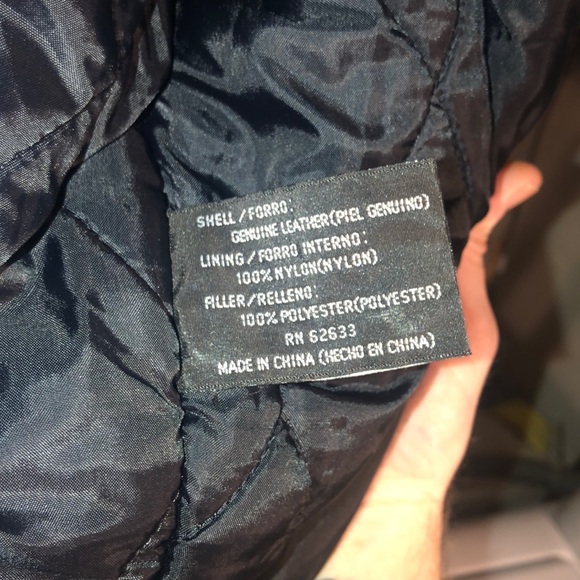 SHELL/FORRO:
GENUINE LEATHER(PIEL GENUINO)
LINING/FORRO INTERNO:
100% NYLON(NYLON)
FILLER/RELLENO:
100% POLYESTER(POLYESTER)
RN 62633
MADE IN CHINA (HECHO EN CHINA)